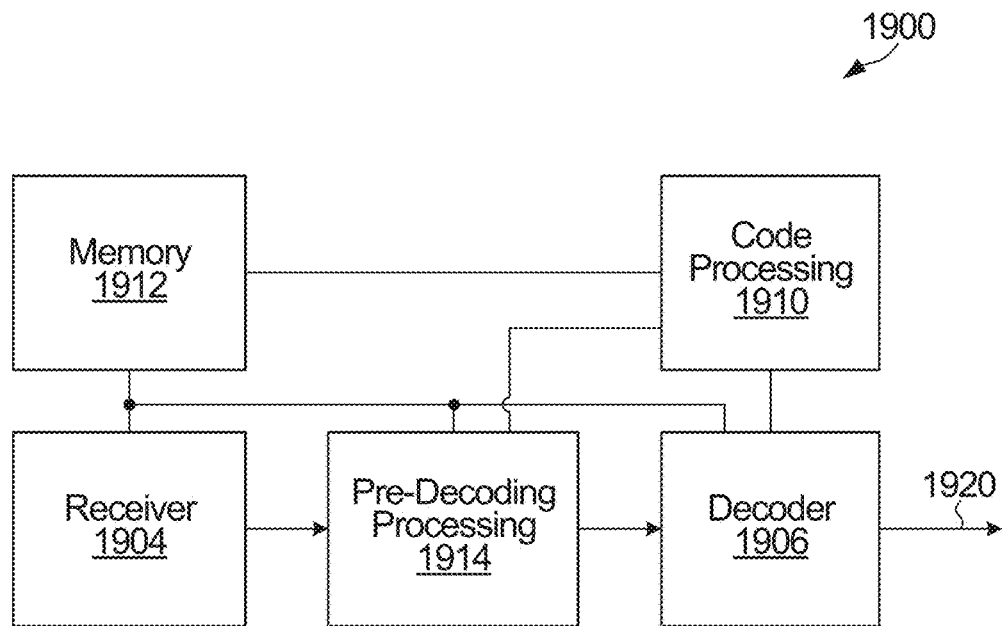 1900
Memory
1912
Code
Processing
1910
Receiver
1904
Pre-Decoding
Processing
1914
Decoder
1906
1920